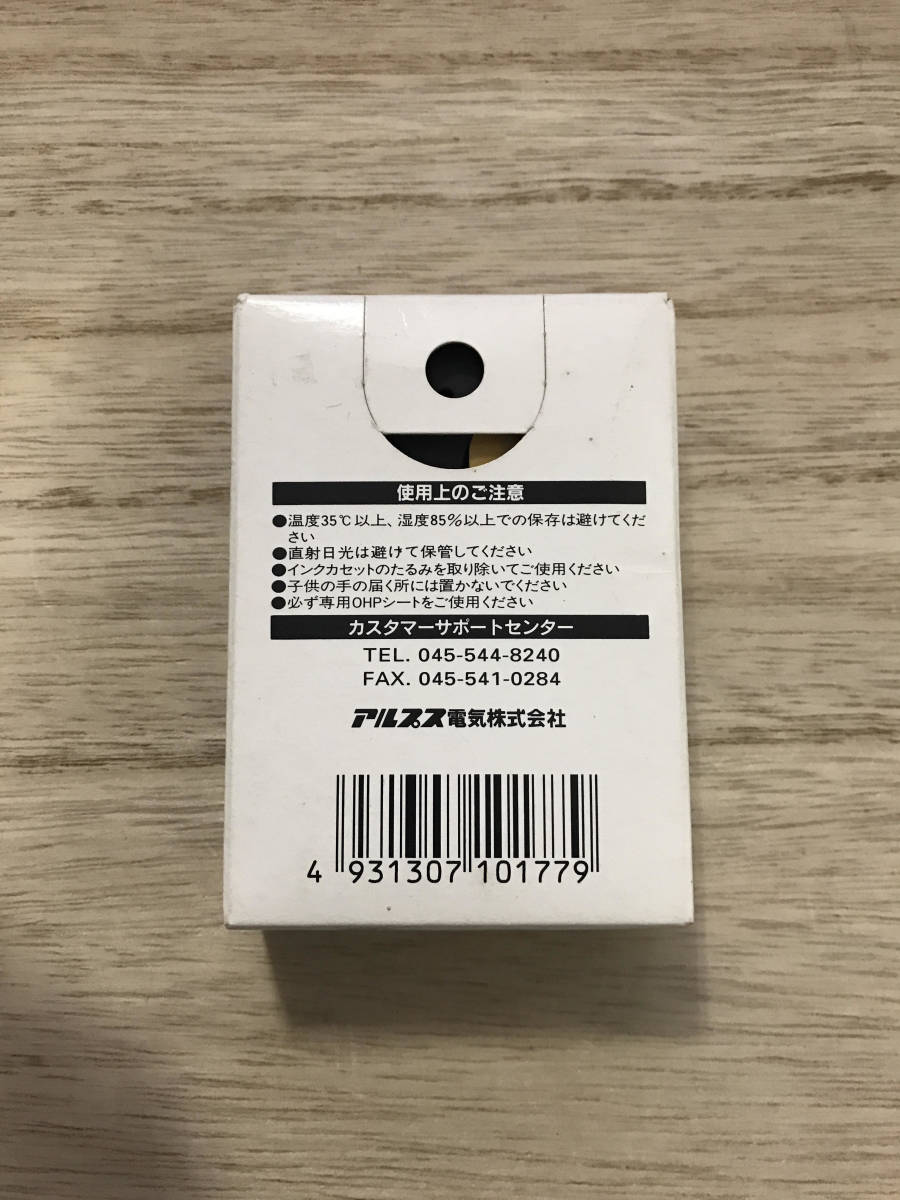 使用上のご注意
●温度35℃以上、湿度85%以上での保存は避けてくだ
さい
●直射日光は避けて保管してください
●インクカセットのたるみを取り除いてご使用ください
●子供の手の届く所には置かないでください
●必ず専用OHPシートをご使用ください
カスタマーサポートセンター
TEL. 045-544-8240
FAX. 045-541-0284
アルプス電気株式会社
4 931307 101779